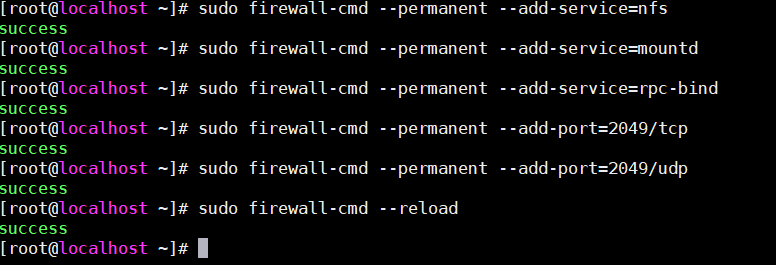 [root@localhost ~]# sudo firewall-cmd --permanent --add-service=nfs
success
[root@localhost ~]# sudo firewall-cmd --permanent --add-service=mountd
success
[root@localhost ~]# sudo firewall-cmd --permanent --add-service=rpc-bind
success
[root@localhost ~]# sudo firewall-cmd --permanent --add-port=2049/tcp
success
[root@localhost ~]# sudo firewall-cmd --permanent --add-port=2049/udp
success
[root@localhost ~]# sudo firewall-cmd --reload
success
[root@localhost ~]#